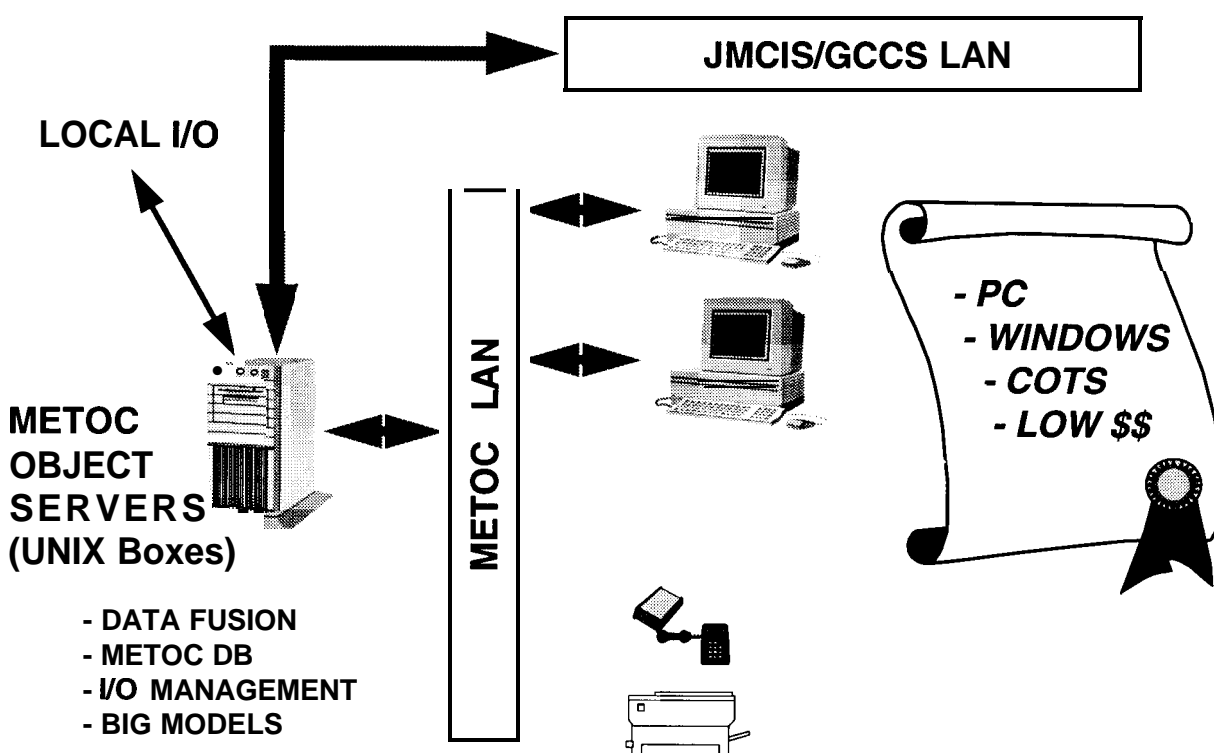 JMCIS/GCCS LAN
LOCAL I/O
METOC LAN
- PC
- WINDOWS
- COTS
- LOW $$
METOC
OBJECT
SERVERS
(UNIX Boxes)
- DATA FUSION
- METOC DB
- I/O MANAGEMENT
- BIG MODELS